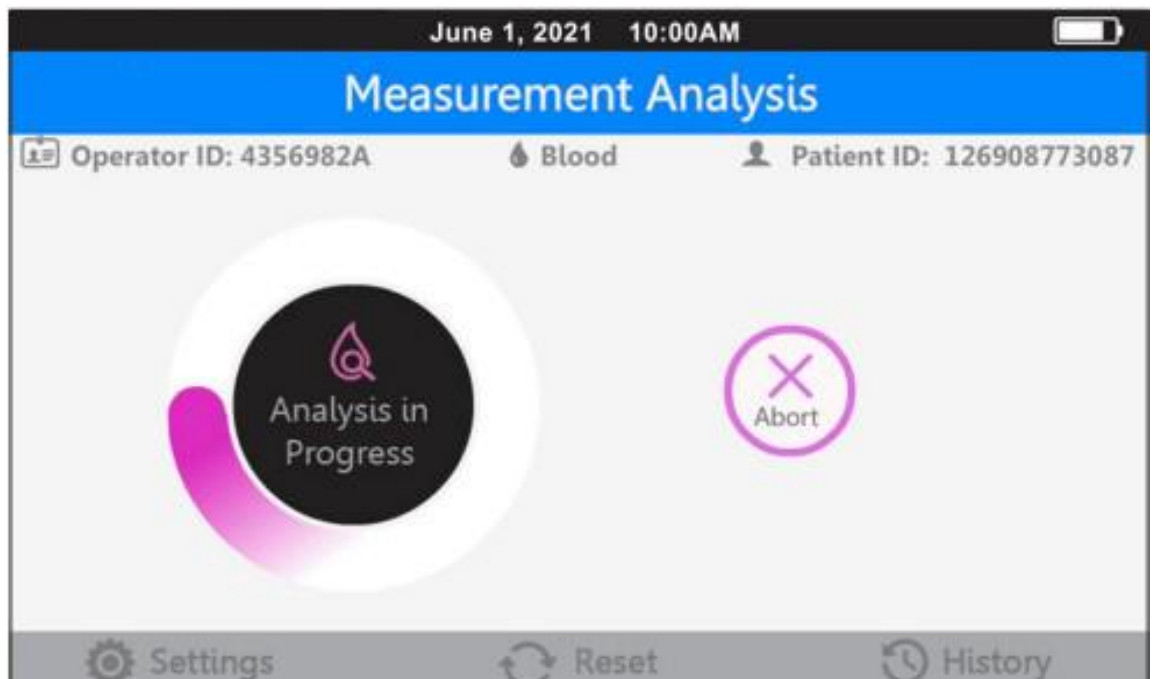 June 1, 2021 10:00AM
Measurement Analysis
Operator ID: 4356982A Blood Patient ID: 126908773087
Analysis in
Progress
Abort
Settings Reset History